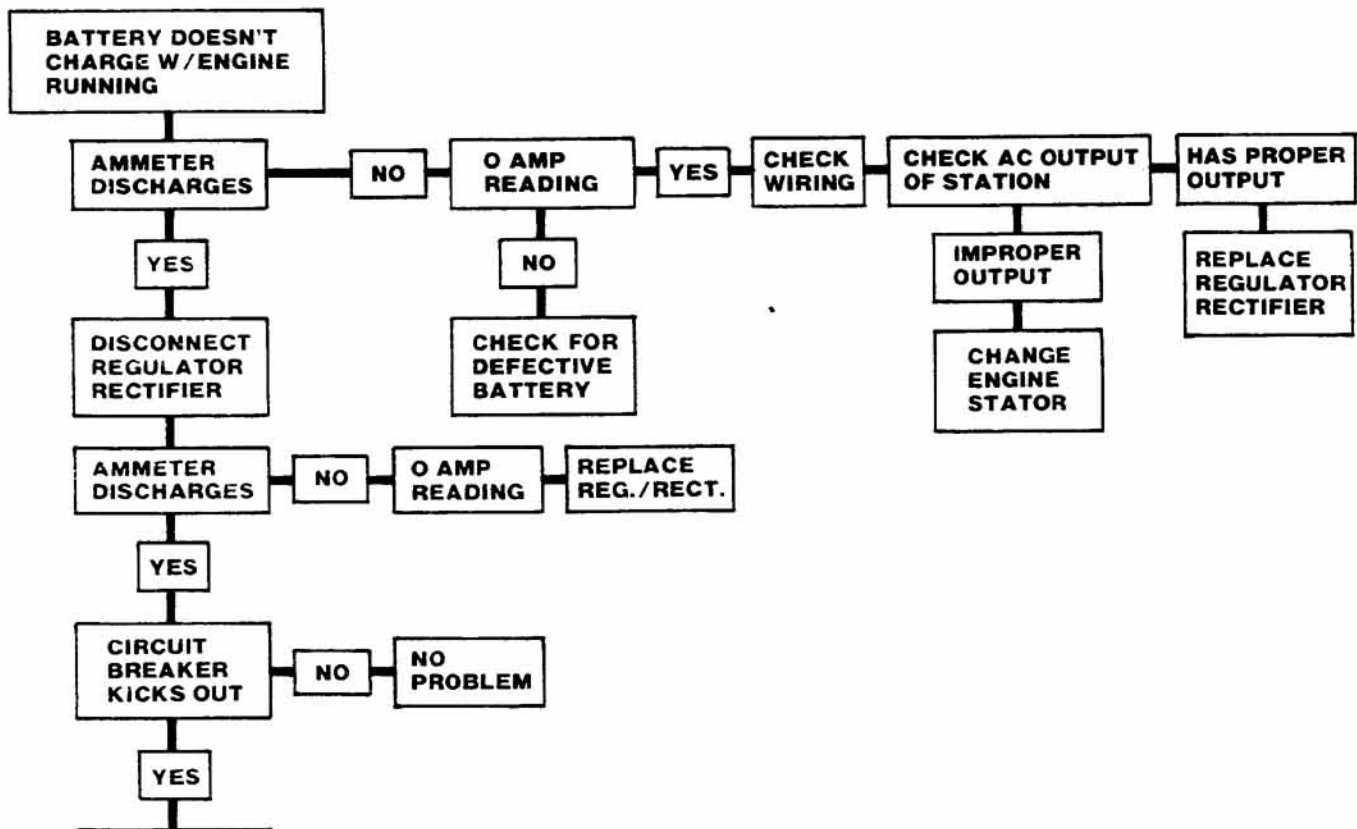 BATTERY DOESN'T
CHARGE W/ENGINE
RUNNING
AMMETER
DISCHARGES
NO
O AMP
READING
YES
CHECK
WIRING
CHECK AC OUTPUT
OF STATION
HAS PROPER
OUTPUT
YES
NO
IMPROPER
OUTPUT
REPLACE
REGULATOR
RECTIFIER
DISCONNECT
REGULATOR
RECTIFIER
CHECK FOR
DEFECTIVE
BATTERY
CHANGE
ENGINE
STATOR
AMMETER
DISCHARGES
NO
O AMP
READING
REPLACE
REG./RECT.
YES
CIRCUIT
BREAKER
KICKS OUT
NO
NO
PROBLEM
YES